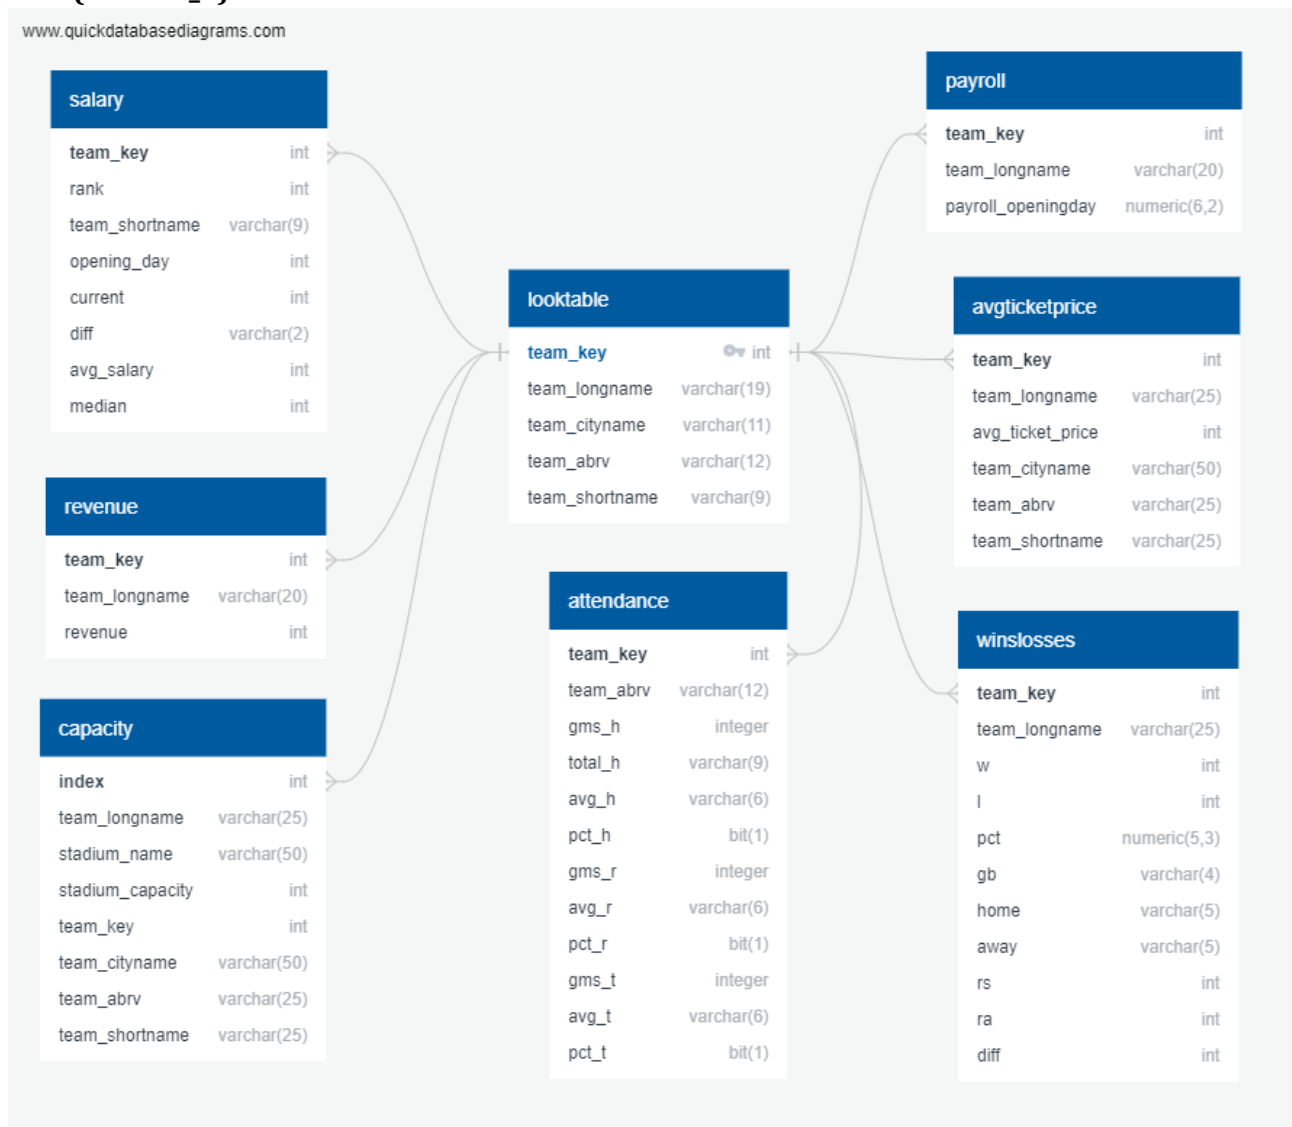 www.quickdatabasediagrams.com
salary
team_key int
rank int
team_shortname varchar(9)
opening_day int
current int
diff varchar(2)
avg_salary int
median int
revenue
team_key int
team_longname varchar(20)
revenue int
capacity
index int
team_longname varchar(25)
stadium_name varchar(50)
stadium_capacity int
team_key int
team_cityname varchar(50)
team_abrv varchar(25)
team_shortname varchar(25)
looktable
team_key int
team_longname varchar(19)
team_cityname varchar(11)
team_abrv varchar(12)
team_shortname varchar(9)
attendance
team_key int
team_abrv varchar(12)
gms_h integer
total_h varchar(9)
avg_h varchar(6)
pct_h bit(1)
gms_r integer
avg_r varchar(6)
pct_r bit(1)
gms_t integer
avg_t varchar(6)
pct_t bit(1)
payroll
team_key int
team_longname varchar(20)
payroll_openingday numeric(6,2)
avgticketprice
team_key int
team_longname varchar(25)
avg_ticket_price int
team_cityname varchar(50)
team_abrv varchar(25)
team_shortname varchar(25)
winslosses
team_key int
team_longname varchar(25)
w int
l int
pct numeric(5,3)
gb varchar(4)
home varchar(5)
away varchar(5)
rs int
ra int
diff int